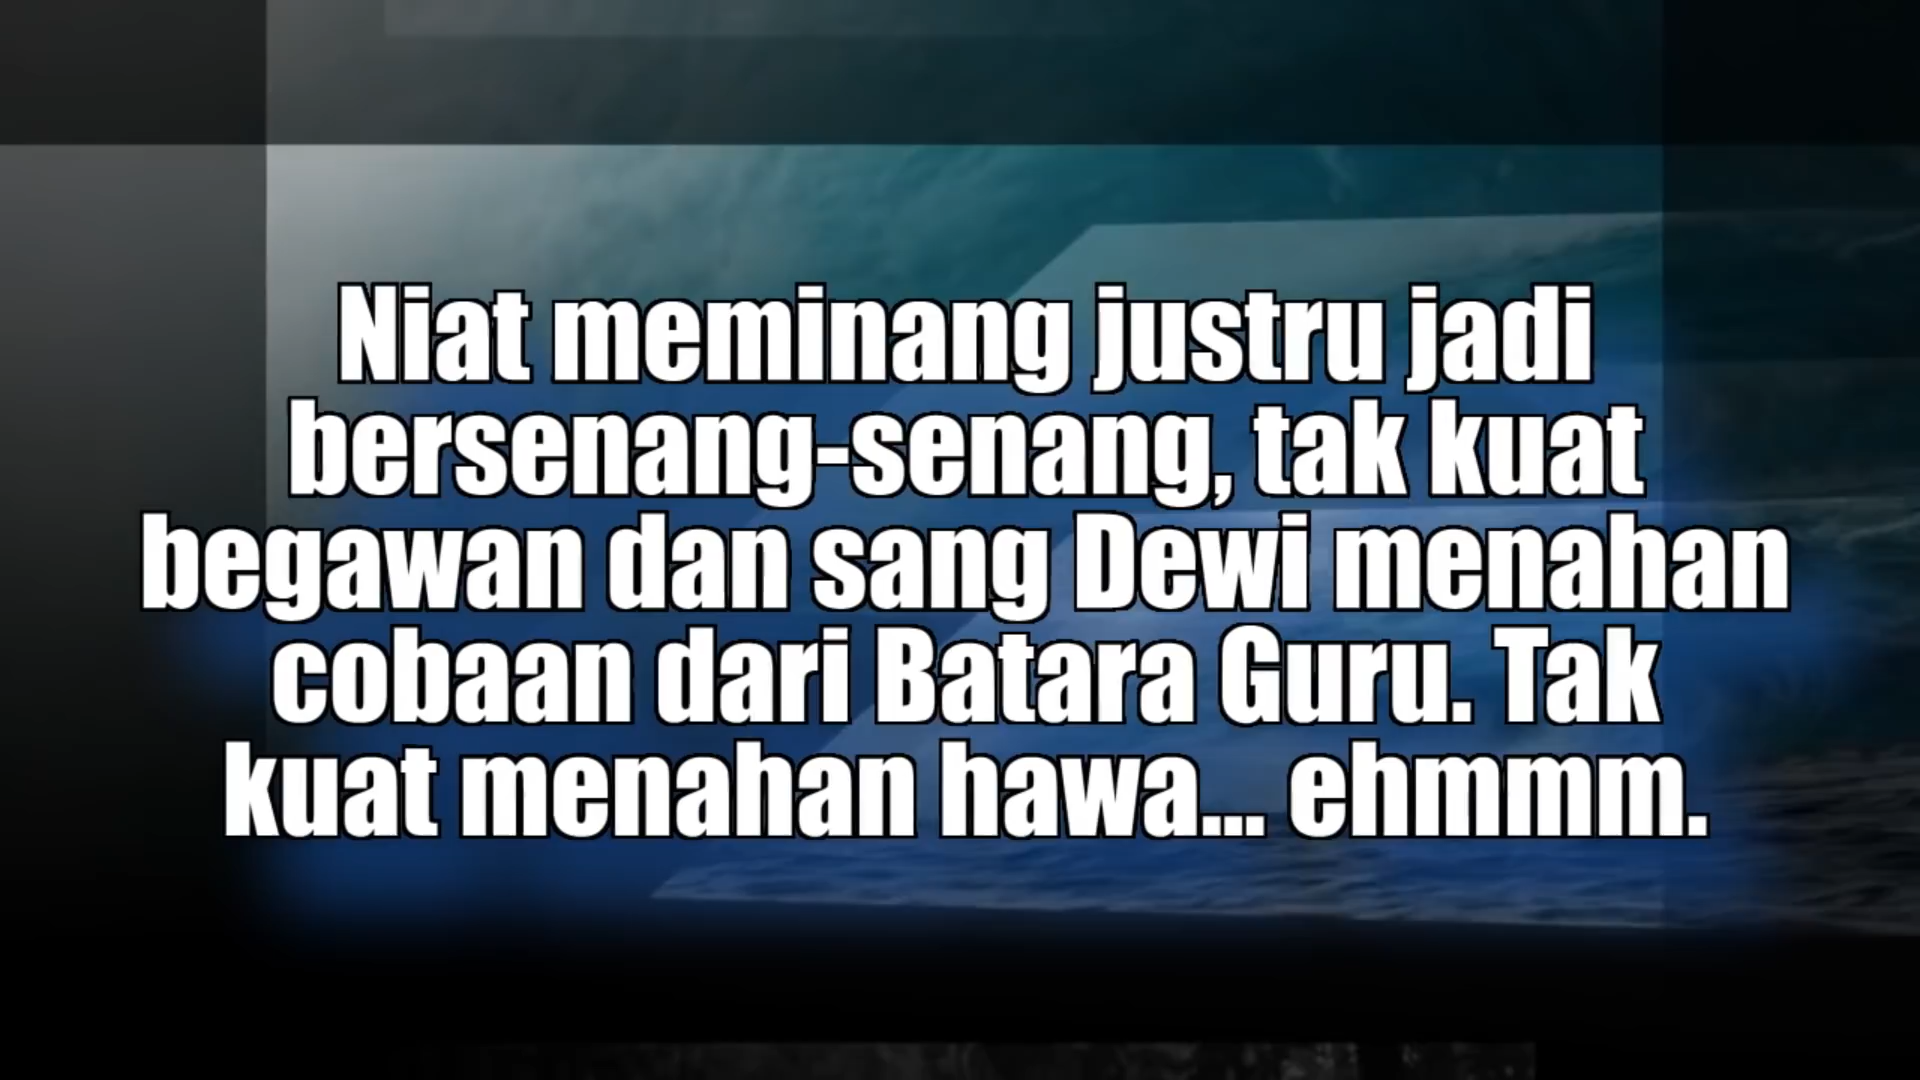 Niat meminang justru jadi
bersenang-senang, tak kuat
begawan dan sang Dewi menahan
cobaan dari Batara Guru. Tak
kuat menahan hawa... ehmmm.